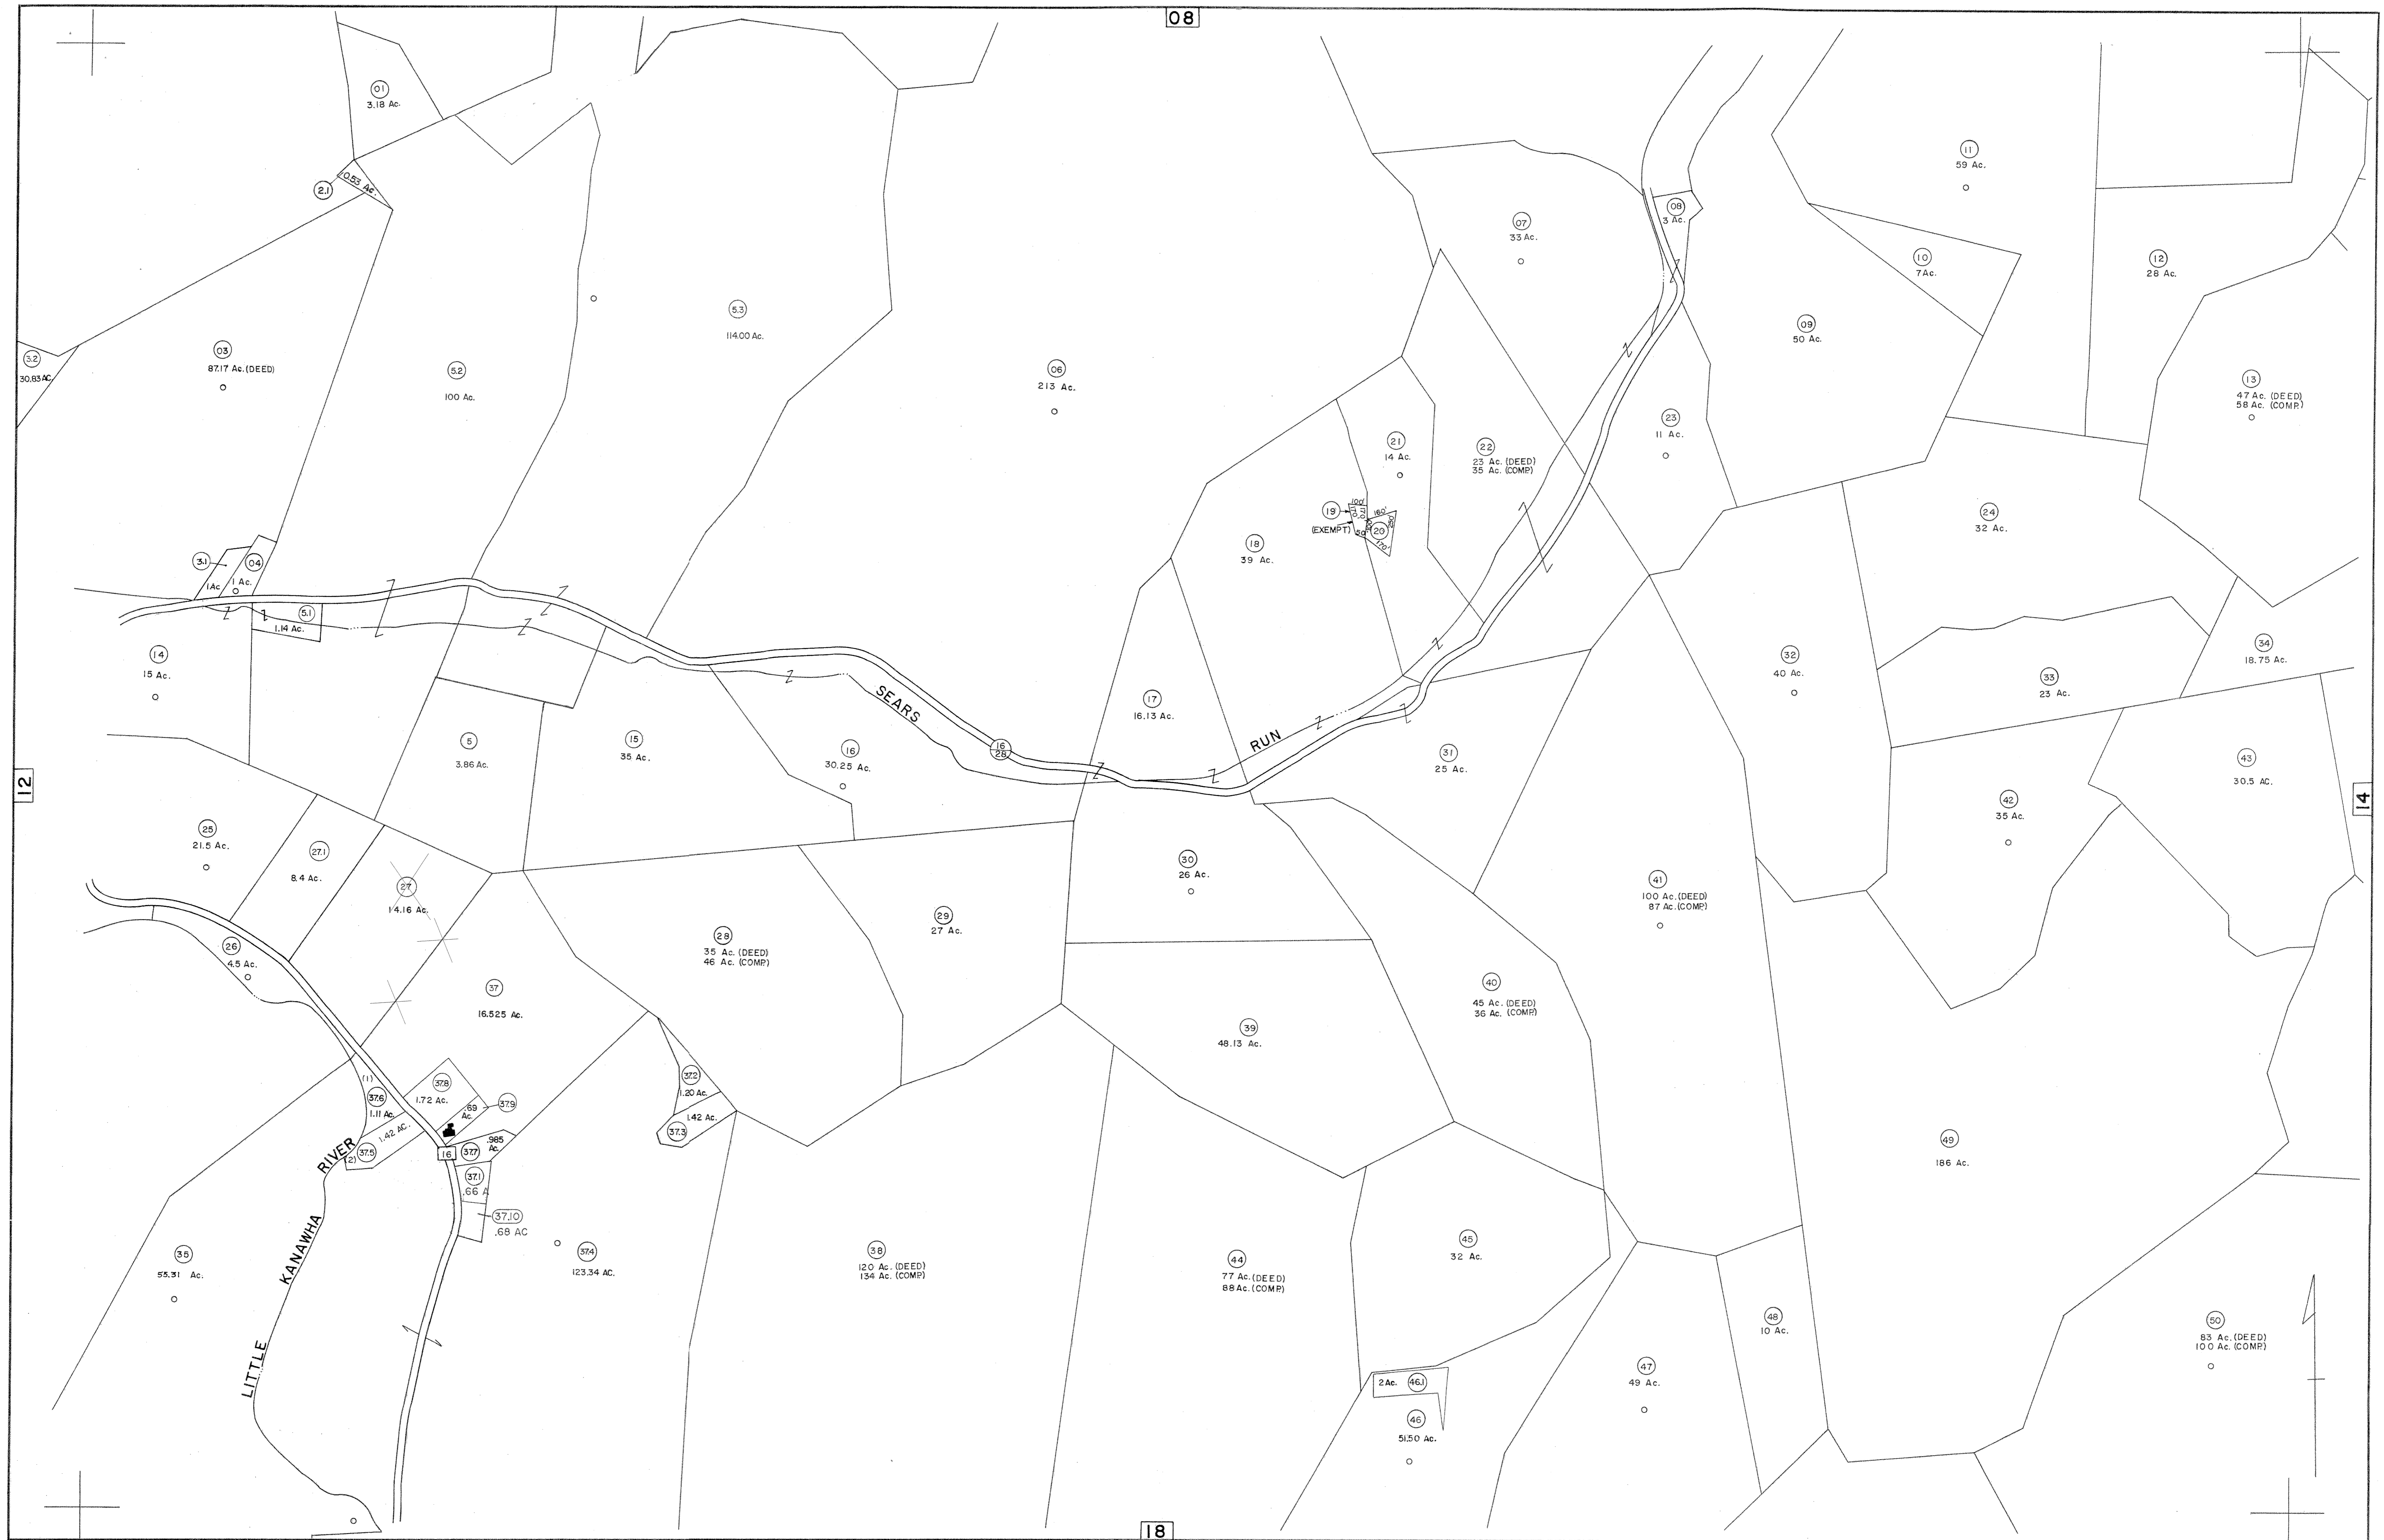 08
01
3.18 Ac.
2.1
0.53 Ac.
11
59 Ac.
08
3 Ac.
07
33 Ac.
10
7 Ac.
12
28 Ac.
5.3
114.00 Ac.
09
50 Ac.
3.2
30.83 AC.
03
87.17 Ac. (DEED)
5.2
100 Ac.
06
213 Ac.
13
47 Ac. (DEED)
58 Ac. (COMP.)
23
11 Ac.
21
14 Ac.
22
23 Ac. (DEED)
35 Ac. (COMP.)
19
(EXEMPT)
100'
170'
170'
50'
100'
20
160'
250'
170'
24
32 Ac.
18
39 Ac.
3.1
1 Ac.
04
1 Ac.
5.1
1.14 Ac.
14
15 Ac.
32
40 Ac.
34
18.75 Ac.
33
23 Ac.
17
16.13 Ac.
SEARS
RUN
16
28
5
3.86 Ac.
15
35 Ac.
16
30.25 Ac.
31
25 Ac.
43
30.5 AC.
12
14
42
35 Ac.
25
21.5 Ac.
27.1
8.4 Ac.
27
14.16 Ac.
30
26 Ac.
41
100 Ac. (DEED)
87 Ac. (COMP.)
29
27 Ac.
28
35 Ac. (DEED)
46 Ac. (COMP.)
26
4.5 Ac.
37
16.525 Ac.
40
45 Ac. (DEED)
36 Ac. (COMP.)
39
48.13 Ac.
(1)
37.6
1.11 Ac.
37.8
1.72 Ac.
.69
Ac.
37.9
37.2
1.20 Ac.
1.42 Ac.
37.3
1.42 AC.
37.5
(2)
16
37.7
.985
Ac.
37.1
.66 A
37.10
.68 AC
RIVER
KANAWHA
LITTLE
49
186 Ac.
35
55.31 Ac.
37.4
123.34 AC.
38
120 Ac. (DEED)
134 Ac. (COMP.)
44
77 Ac. (DEED)
88 Ac. (COMP.)
45
32 Ac.
48
10 Ac.
50
83 Ac. (DEED)
100 Ac. (COMP.)
47
49 Ac.
2 Ac.
46.1
46
51.50 Ac.
18